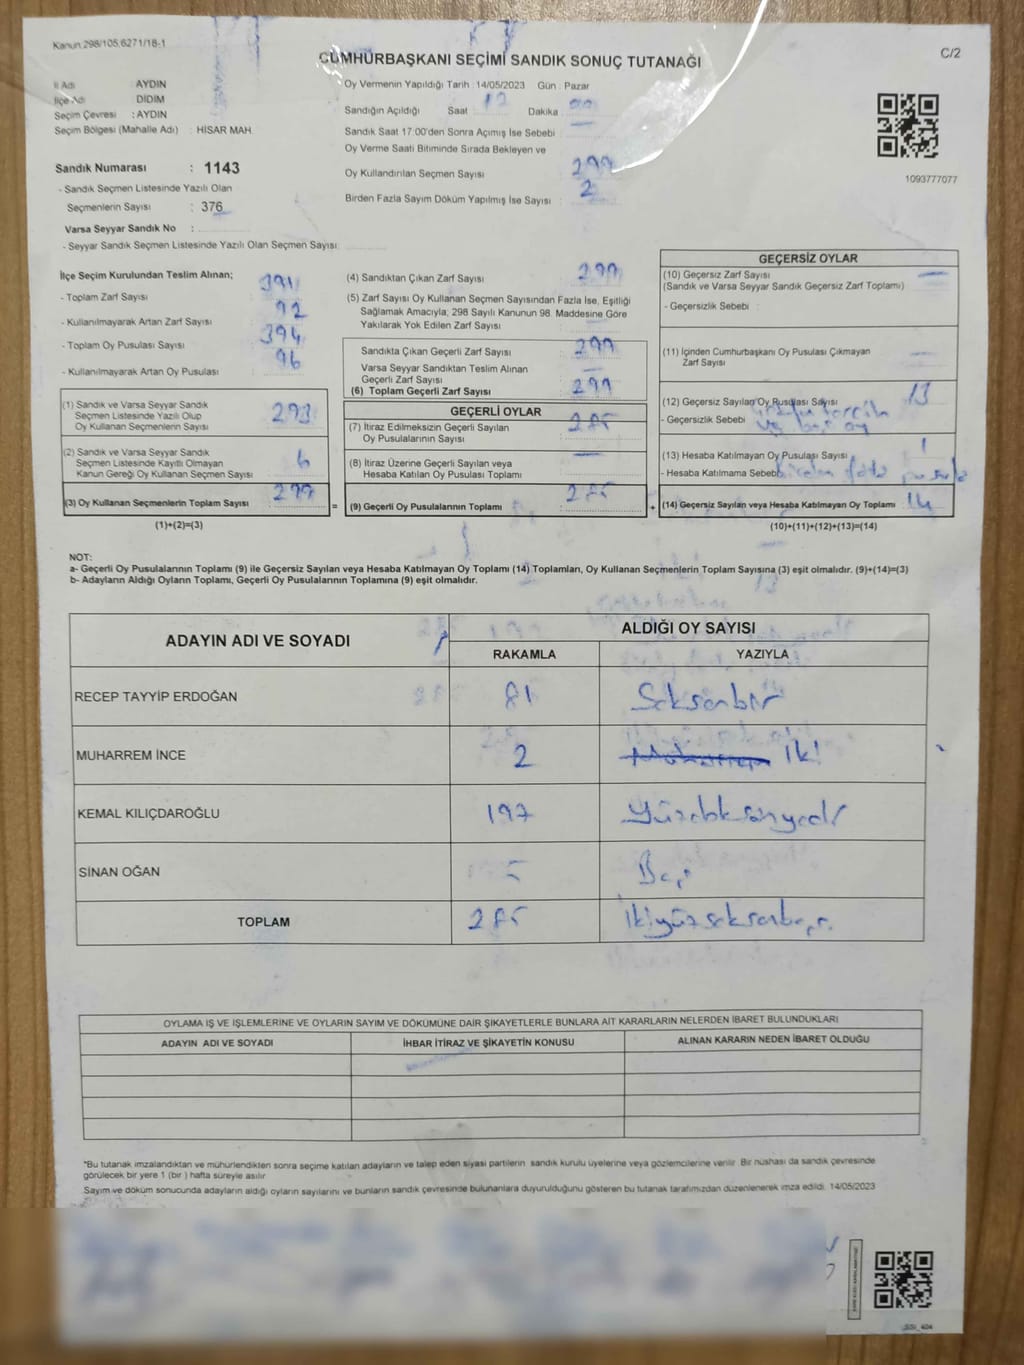 Kanun 298/105,6271/18-1
CUMHURBAŞKANI SEÇİMİ SANDIK SONUÇ TUTANAĞI
C/2
İl Adı AYDIN
İlçe Adı DİDİM
Seçim Çevresi : AYDIN
Seçim Bölgesi (Mahalle Adı) : HİSAR MAH.
Sandık Numarası : 1143
- Sandık Seçmen Listesinde Yazılı Olan
Seçmenlerin Sayısı : 376
Varsa Seyyar Sandık No :
- Seyyar Sandık Seçmen Listesinde Yazılı Olan Seçmen Sayısı
Oy Vermenin Yapıldığı Tarih : 14/05/2023 Gün : Pazar
Sandığın Açıldığı Saat Dakika
Sandık Saat 17:00'den Sonra Açımış İse Sebebi
Oy Verme Saati Bitiminde Sırada Bekleyen ve
Oy Kullandırılan Seçmen Sayısı 299
Birden Fazla Sayım Döküm Yapılmış İse Sayısı : 2
1093777077
İlçe Seçim Kurulundan Teslim Alınan;
- Toplam Zarf Sayısı 391
- Kullanılmayarak Artan Zarf Sayısı 92
- Toplam Oy Pusulası Sayısı 394
- Kullanılmayarak Artan Oy Pusulası 96
(1) Sandık ve Varsa Seyyar Sandık
Seçmen Listesinde Yazılı Olup
Oy Kullanan Seçmenlerin Sayısı 293
(2) Sandık ve Varsa Seyyar Sandık
Seçmen Listesinde Kayıtlı Olmayan
Kanun Gereği Oy Kullanan Seçmen Sayısı 6
(3) Oy Kullanan Seçmenlerin Toplam Sayısı 299
(1)+(2)=(3)
(4) Sandıktan Çıkan Zarf Sayısı 299
(5) Zarf Sayısı Oy Kullanan Seçmen Sayısından Fazla İse, Eşitliği
Sağlamak Amacıyla; 298 Sayılı Kanunun 98. Maddesine Göre
Yakılarak Yok Edilen Zarf Sayısı
Sandıkta Çıkan Geçerli Zarf Sayısı 299
Varsa Seyyar Sandıktan Teslim Alınan
Geçerli Zarf Sayısı —
(6) Toplam Geçerli Zarf Sayısı 299
GEÇERLİ OYLAR
(7) İtiraz Edilmeksizin Geçerli Sayılan
Oy Pusulalarının Sayısı 285
(8) İtiraz Üzerine Geçerli Sayılan veya
Hesaba Katılan Oy Pusulası Toplamı —
= (9) Geçerli Oy Pusulalarının Toplamı 285
GEÇERSİZ OYLAR
(10) Geçersiz Zarf Sayısı —
(Sandık ve Varsa Seyyar Sandık Geçersiz Zarf Toplamı)
- Geçersizlik Sebebi :
(11) İçinden Cumhurbaşkanı Oy Pusulası Çıkmayan
Zarf Sayısı —
(12) Geçersiz Sayılan Oy Pusulası Sayısı 13
- Geçersizlik Sebebi
ve boş oy
(13) Hesaba Katılmayan Oy Pusulası Sayısı 1
- Hesaba Katılmama Sebebi birden fazla pusula
+ (14) Geçersiz Sayılan veya Hesaba Katılmayan Oy Toplamı 14
(10)+(11)+(12)+(13)=(14)
NOT:
a- Geçerli Oy Pusulalarının Toplamı (9) ile Geçersiz Sayılan veya Hesaba Katılmayan Oy Toplamı (14) Toplamları, Oy Kullanan Seçmenlerin Toplam Sayısına (3) eşit olmalıdır. (9)+(14)=(3)
b- Adayların Aldığı Oyların Toplamı, Geçerli Oy Pusulalarının Toplamına (9) eşit olmalıdır.
ADAYIN ADI VE SOYADI ALDIĞI OY SAYISI
RAKAMLA YAZIYLA
RECEP TAYYİP ERDOĞAN 81 Seksenbir
MUHARREM İNCE 2 İki
KEMAL KILIÇDAROĞLU 197 Yüzdoksanyedi
SİNAN OĞAN 5 Beş
TOPLAM 285 İkiyüzseksenbeş.
OYLAMA İŞ VE İŞLEMLERİNE VE OYLARIN SAYIM VE DÖKÜMÜNE DAİR ŞİKAYETLERLE BUNLARA AİT KARARLARIN NELERDEN İBARET BULUNDUKLARI
ADAYIN ADI VE SOYADI İHBAR İTİRAZ VE ŞİKAYETİN KONUSU ALINAN KARARIN NEDEN İBARET OLDUĞU
*Bu tutanak imzalandıktan ve mühürlendikten sonra seçime katılan adayların ve talep eden siyasi partilerin sandık kurulu üyelerine veya gözlemcilerine verilir. Bir nüshası da sandık çevresinde
görülecek bir yere 1 (bir ) hafta süreyle asılır
Sayım ve döküm sonucunda adayların aldığı oyların sayılarını ve bunların sandık çevresinde bulunanlara duyurulduğunu gösteren bu tutanak tarafımızdan düzenlenerek imza edildi. 14/05/2023